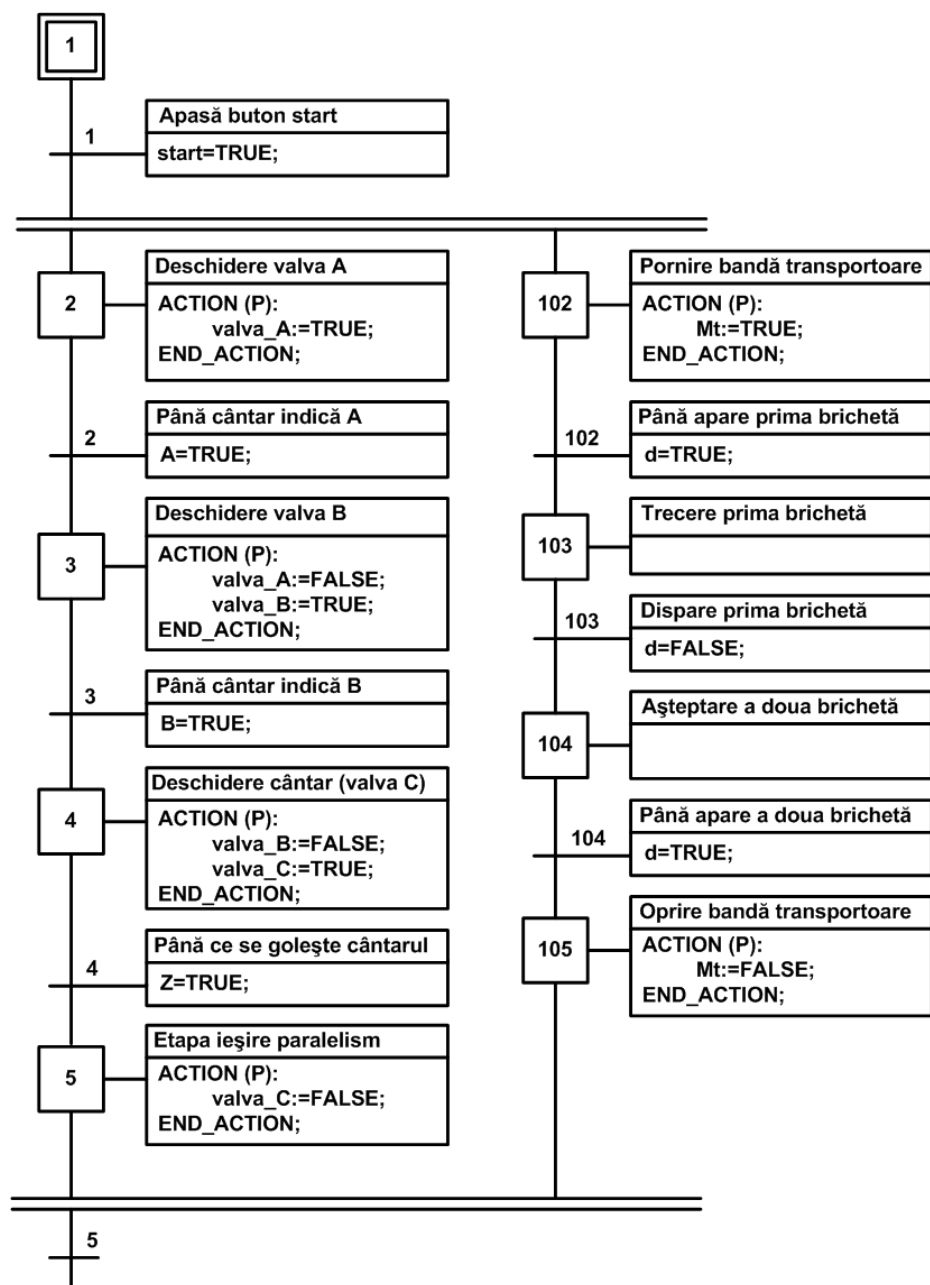 1
Apasă buton start
1
start=TRUE;
Deschidere valva A
2
ACTION (P):
valva_A:=TRUE;
END_ACTION;
Până cântar indică A
2
A=TRUE;
Deschidere valva B
3
ACTION (P):
valva_A:=FALSE;
valva_B:=TRUE;
END_ACTION;
Până cântar indică B
3
B=TRUE;
Deschidere cântar (valva C)
4
ACTION (P):
valva_B:=FALSE;
valva_C:=TRUE;
END_ACTION;
Până ce se goleşte cântarul
4
Z=TRUE;
Etapa ieşire paralelism
5
ACTION (P):
valva_C:=FALSE;
END_ACTION;
Pornire bandă transportoare
102
ACTION (P):
Mt:=TRUE;
END_ACTION;
Până apare prima brichetă
102
d=TRUE;
Trecere prima brichetă
103
Dispare prima brichetă
103
d=FALSE;
Aşteptare a doua brichetă
104
Până apare a doua brichetă
104
d=TRUE;
Oprire bandă transportoare
105
ACTION (P):
Mt:=FALSE;
END_ACTION;
5